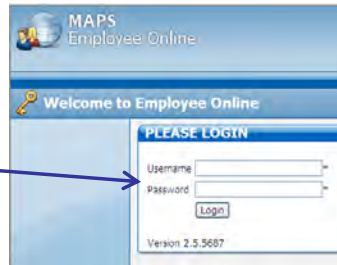 MAPS
Employee Online
Welcome to Employee Online
PLEASE LOGIN
Username *
Password *
Login
Version 2.5.5687